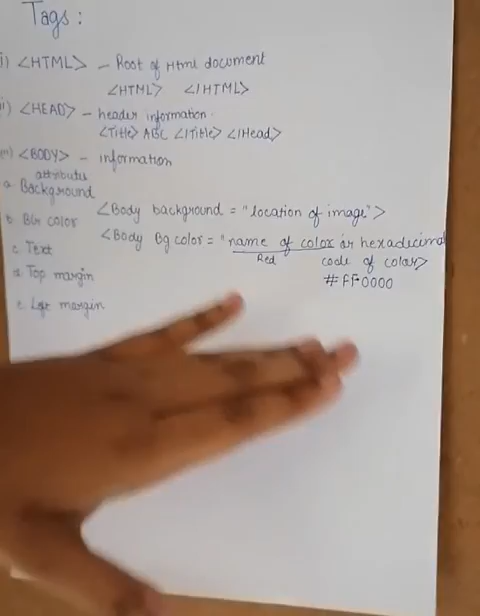 Tags:
i) <HTML> - Root of Html document
<HTML> </HTML>
ii) <HEAD> - header information.
<Title> ABC </Title> </Head>
iii) <BODY> - information
attributes
a. Background
<Body background = "location of image">
b. BG color
<Body Bg color = "name of color or hexadecimal
Red code of color>
c. Text
#FF0000
d. Top margin
e. Left margin